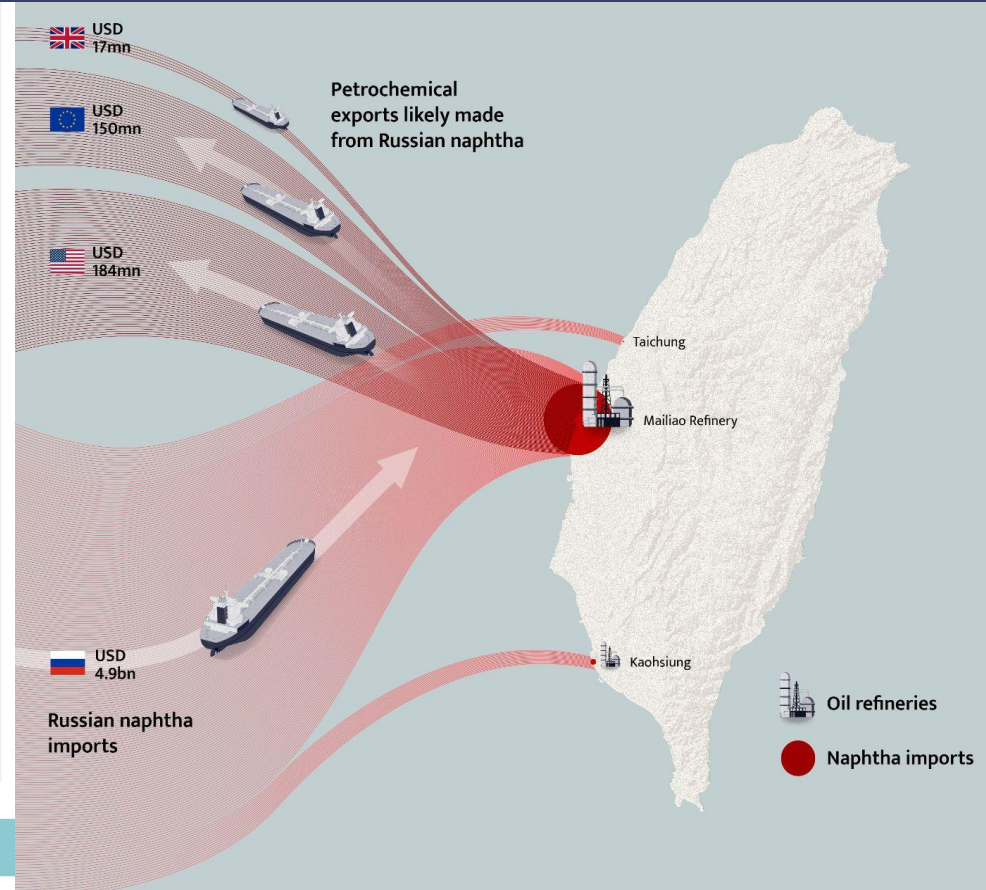 USD
17mn
Petrochemical
exports likely made
from Russian naphtha
USD
150mn
USD
184mn
Taichung
Mailiao Refinery
USD
4.9bn
Kaohsiung
Russian naphtha
imports
Oil refineries
Naphtha imports